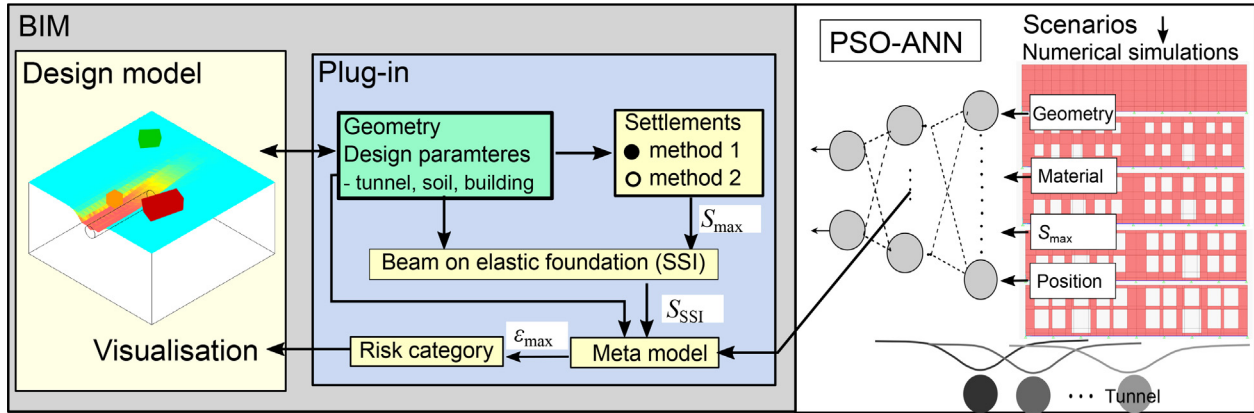 BIM
Design model
Visualisation
Plug-in
Geometry
Design paramteres
- tunnel, soil, building
Settlements
method 1
method 2
Smax
Beam on elastic foundation (SSI)
SSSI
Meta model
εmax
Risk category
PSO-ANN
Scenarios
Numerical simulations
Geometry
Material
Smax
Position
Tunnel